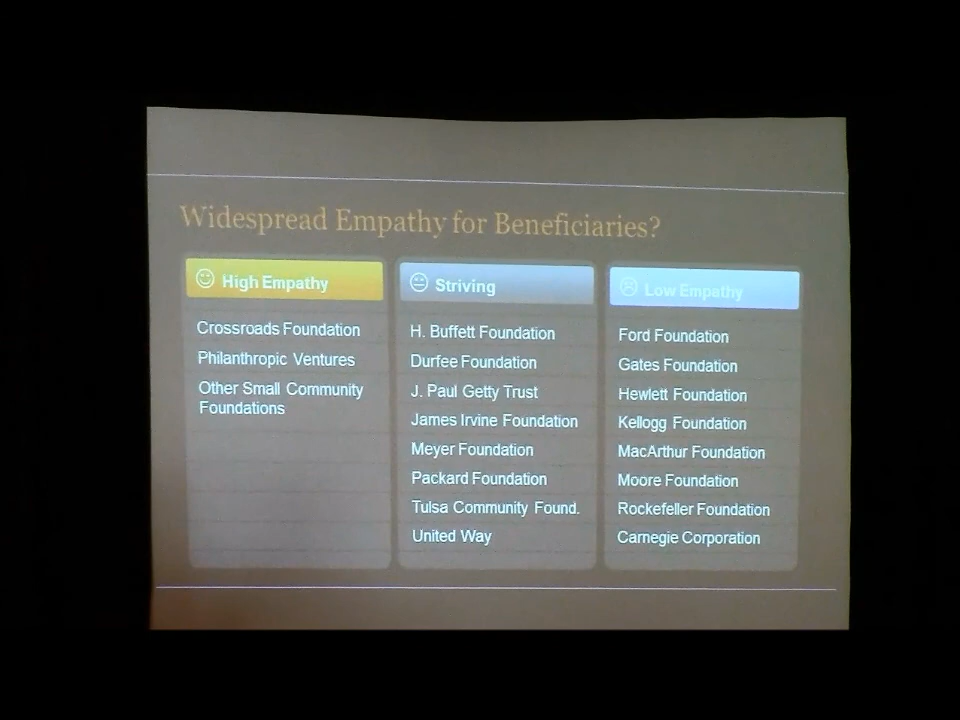 Widespread Empathy for Beneficiaries?
High Empathy
Crossroads Foundation
Philanthropic Ventures
Other Small Community
Foundations
Striving
H. Buffett Foundation
Durfee Foundation
J. Paul Getty Trust
James Irvine Foundation
Meyer Foundation
Packard Foundation
Tulsa Community Found.
United Way
Low Empathy
Ford Foundation
Gates Foundation
Hewlett Foundation
Kellogg Foundation
MacArthur Foundation
Moore Foundation
Rockefeller Foundation
Carnegie Corporation